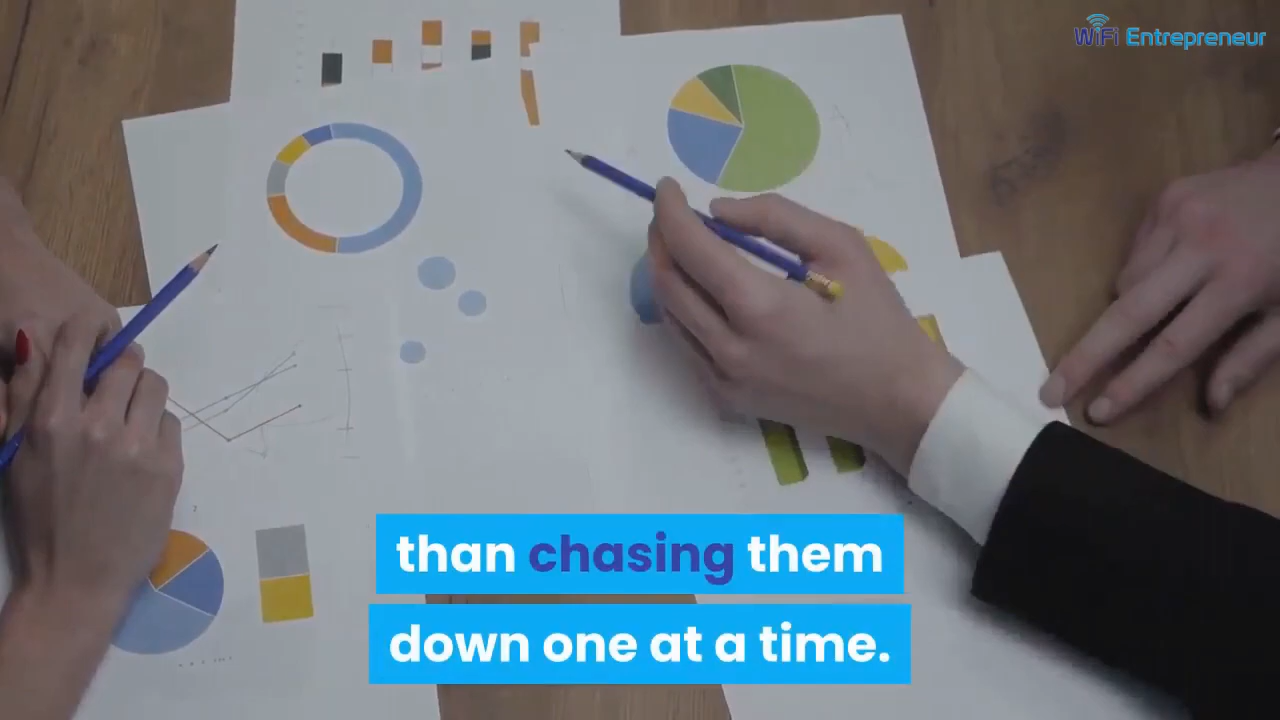 WiFi Entrepreneur
than chasing them
down one at a time.